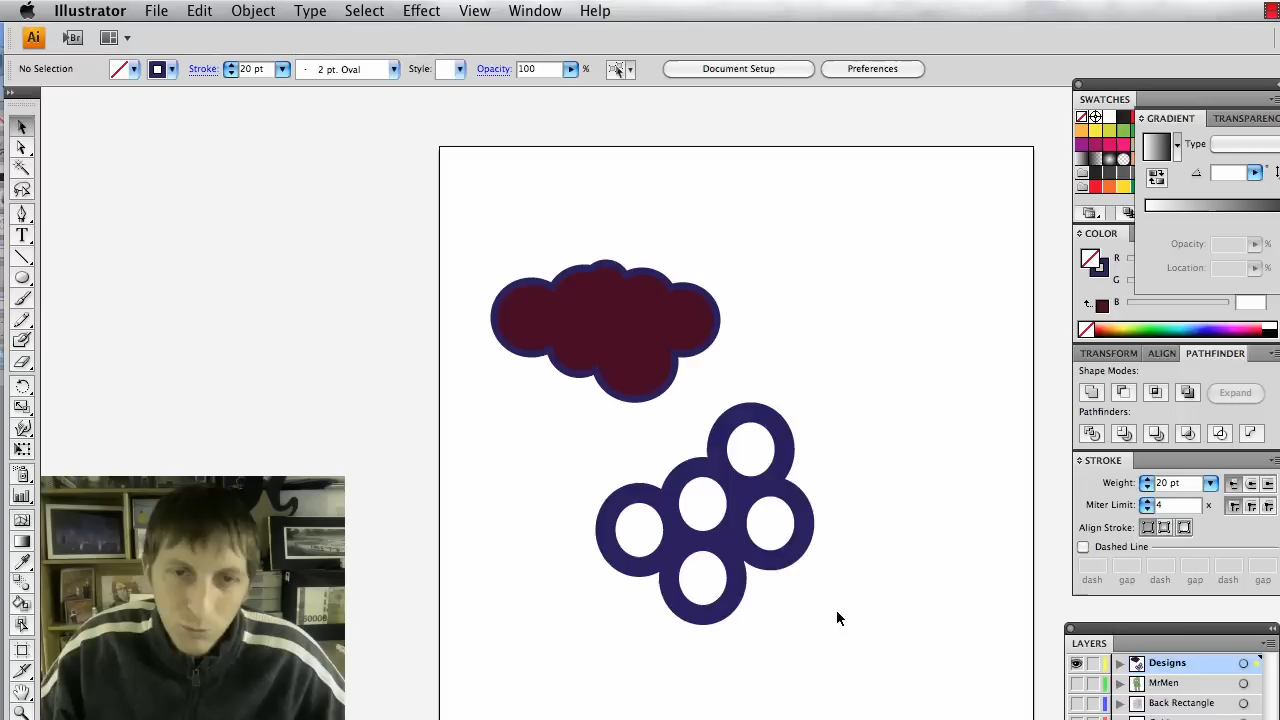 Illustrator File Edit Object Type Select Effect View Window Help
Ai Br
No Selection Stroke: 20 pt 2 pt. Oval Style: Opacity: 100 % Document Setup Preferences
SWATCHES
GRADIENT TRANSPARENC
Type
°
COLOR
R
G
B
Opacity: %
Location: %
TRANSFORM ALIGN PATHFINDER
Shape Modes:
Expand
Pathfinders:
STROKE
Weight: 20 pt
Miter Limit: 4 x
Align Stroke:
Dashed Line
dash gap dash gap dash gap
LAYERS
Designs
MrMen
Back Rectangle
T